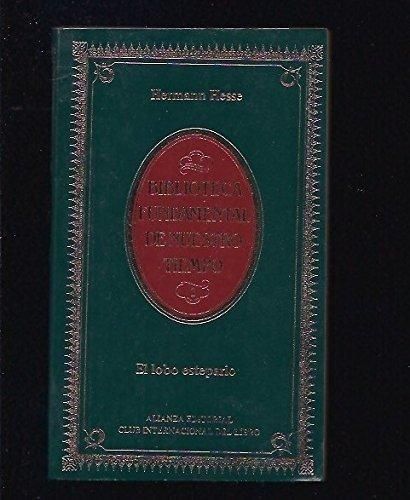 Hermann Hesse
BIBLIOTECA
FUNDAMENTAL
DE NUESTRO
TIEMPO
El lobo estepario
ALIANZA EDITORIAL
CLUB INTERNACIONAL DEL LIBRO